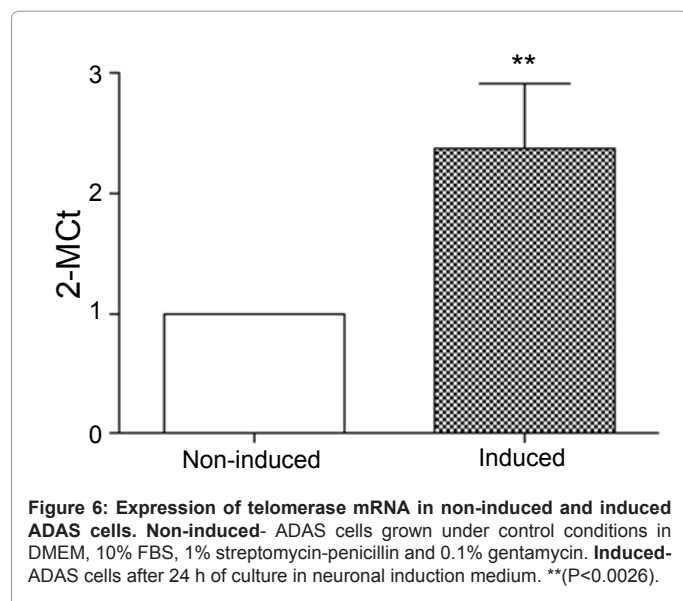 3
**
2
2-MCt
1
0
Non-induced
Induced
Figure 6: Expression of telomerase mRNA in non-induced and induced
ADAS cells. Non-induced- ADAS cells grown under control conditions in
DMEM, 10% FBS, 1% streptomycin-penicillin and 0.1% gentamycin. Induced-
ADAS cells after 24 h of culture in neuronal induction medium. **(P<0.0026).